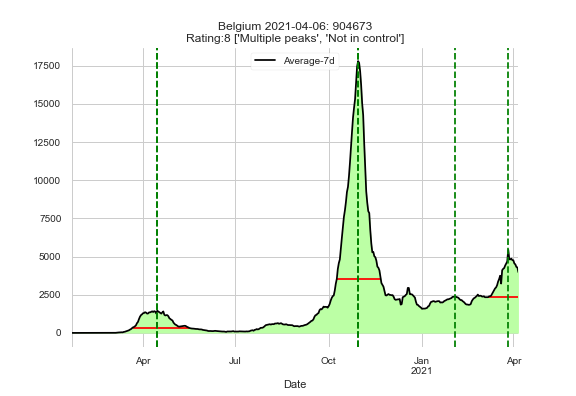 Belgium 2021-04-06: 904673
Rating:8 ['Multiple peaks', 'Not in control']
Average-7d
17500
15000
12500
10000
7500
5000
2500
0
Apr Jul Oct Jan Apr
2021
Date